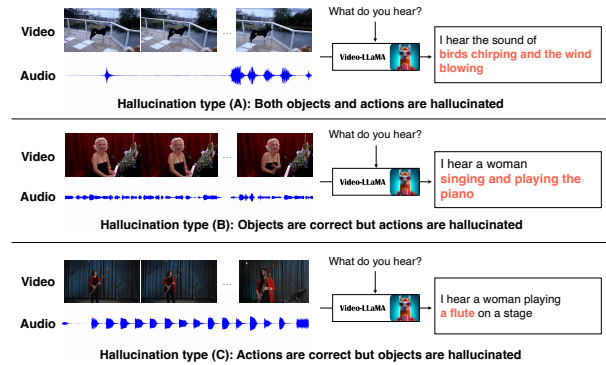 What do you hear?
Video
Video-LLaMA
I hear the sound of
birds chirping and the wind
blowing
...
Audio
Hallucination type (A): Both objects and actions are hallucinated
What do you hear?
Video
Video-LLaMA
I hear a woman
singing and playing the
piano
...
Audio
Hallucination type (B): Objects are correct but actions are hallucinated
What do you hear?
Video
Video-LLaMA
I hear a woman playing
a flute on a stage
...
Audio
Hallucination type (C): Actions are correct but objects are hallucinated